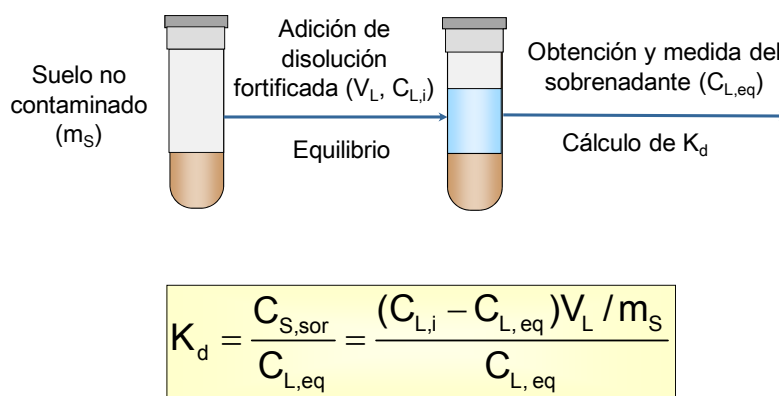 Suelo no
contaminado
(mS)
Adición de
disolución
fortificada (VL, CL,i)
Equilibrio
Obtención y medida del
sobrenadante (CL,eq)
Cálculo de Kd
Kd = CS,sor / CL,eq = (CL,i − CL,eq)VL / mS / CL,eq